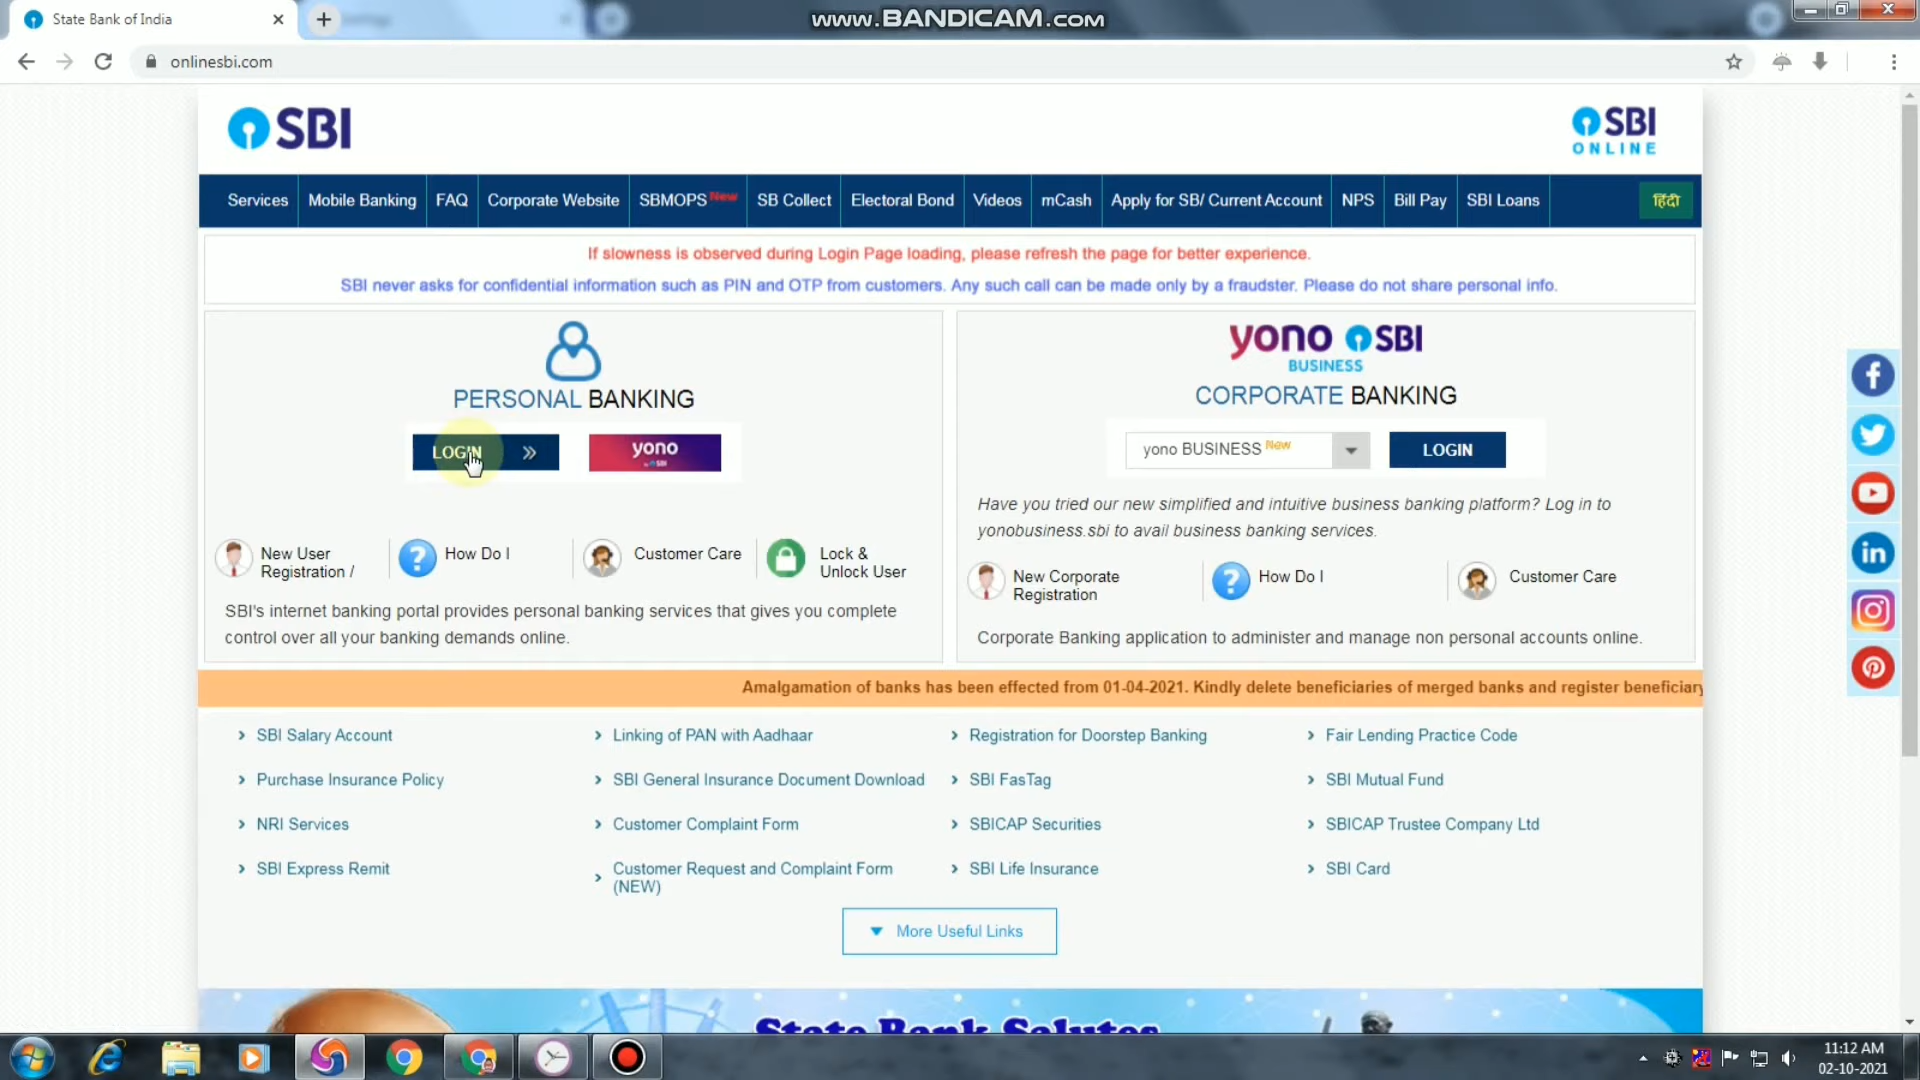 State Bank of India
www.BANDICAM.com
onlinesbi.com
SBI
SBI
ONLINE
Services
Mobile Banking
FAQ
Corporate Website
SBMOPS New
SB Collect
Electoral Bond
Videos
mCash
Apply for SB/ Current Account
NPS
Bill Pay
SBI Loans
हिंदी
If slowness is observed during Login Page loading, please refresh the page for better experience.
SBI never asks for confidential information such as PIN and OTP from customers. Any such call can be made only by a fraudster. Please do not share personal info.
PERSONAL BANKING
LOGIN
yono
SBI
New User
Registration /
How Do I
Customer Care
Lock &
Unlock User
SBI's internet banking portal provides personal banking services that gives you complete
control over all your banking demands online.
yono SBI
BUSINESS
CORPORATE BANKING
yono BUSINESS New
LOGIN
Have you tried our new simplified and intuitive business banking platform? Log in to
yonobusiness.sbi to avail business banking services.
New Corporate
Registration
How Do I
Customer Care
Corporate Banking application to administer and manage non personal accounts online.
Amalgamation of banks has been effected from 01-04-2021. Kindly delete beneficiaries of merged banks and register beneficiary
SBI Salary Account
Linking of PAN with Aadhaar
Registration for Doorstep Banking
Fair Lending Practice Code
Purchase Insurance Policy
SBI General Insurance Document Download
SBI FasTag
SBI Mutual Fund
NRI Services
Customer Complaint Form
SBICAP Securities
SBICAP Trustee Company Ltd
SBI Express Remit
Customer Request and Complaint Form
(NEW)
SBI Life Insurance
SBI Card
More Useful Links
State Bank Salutes
11:12 AM
02-10-2021